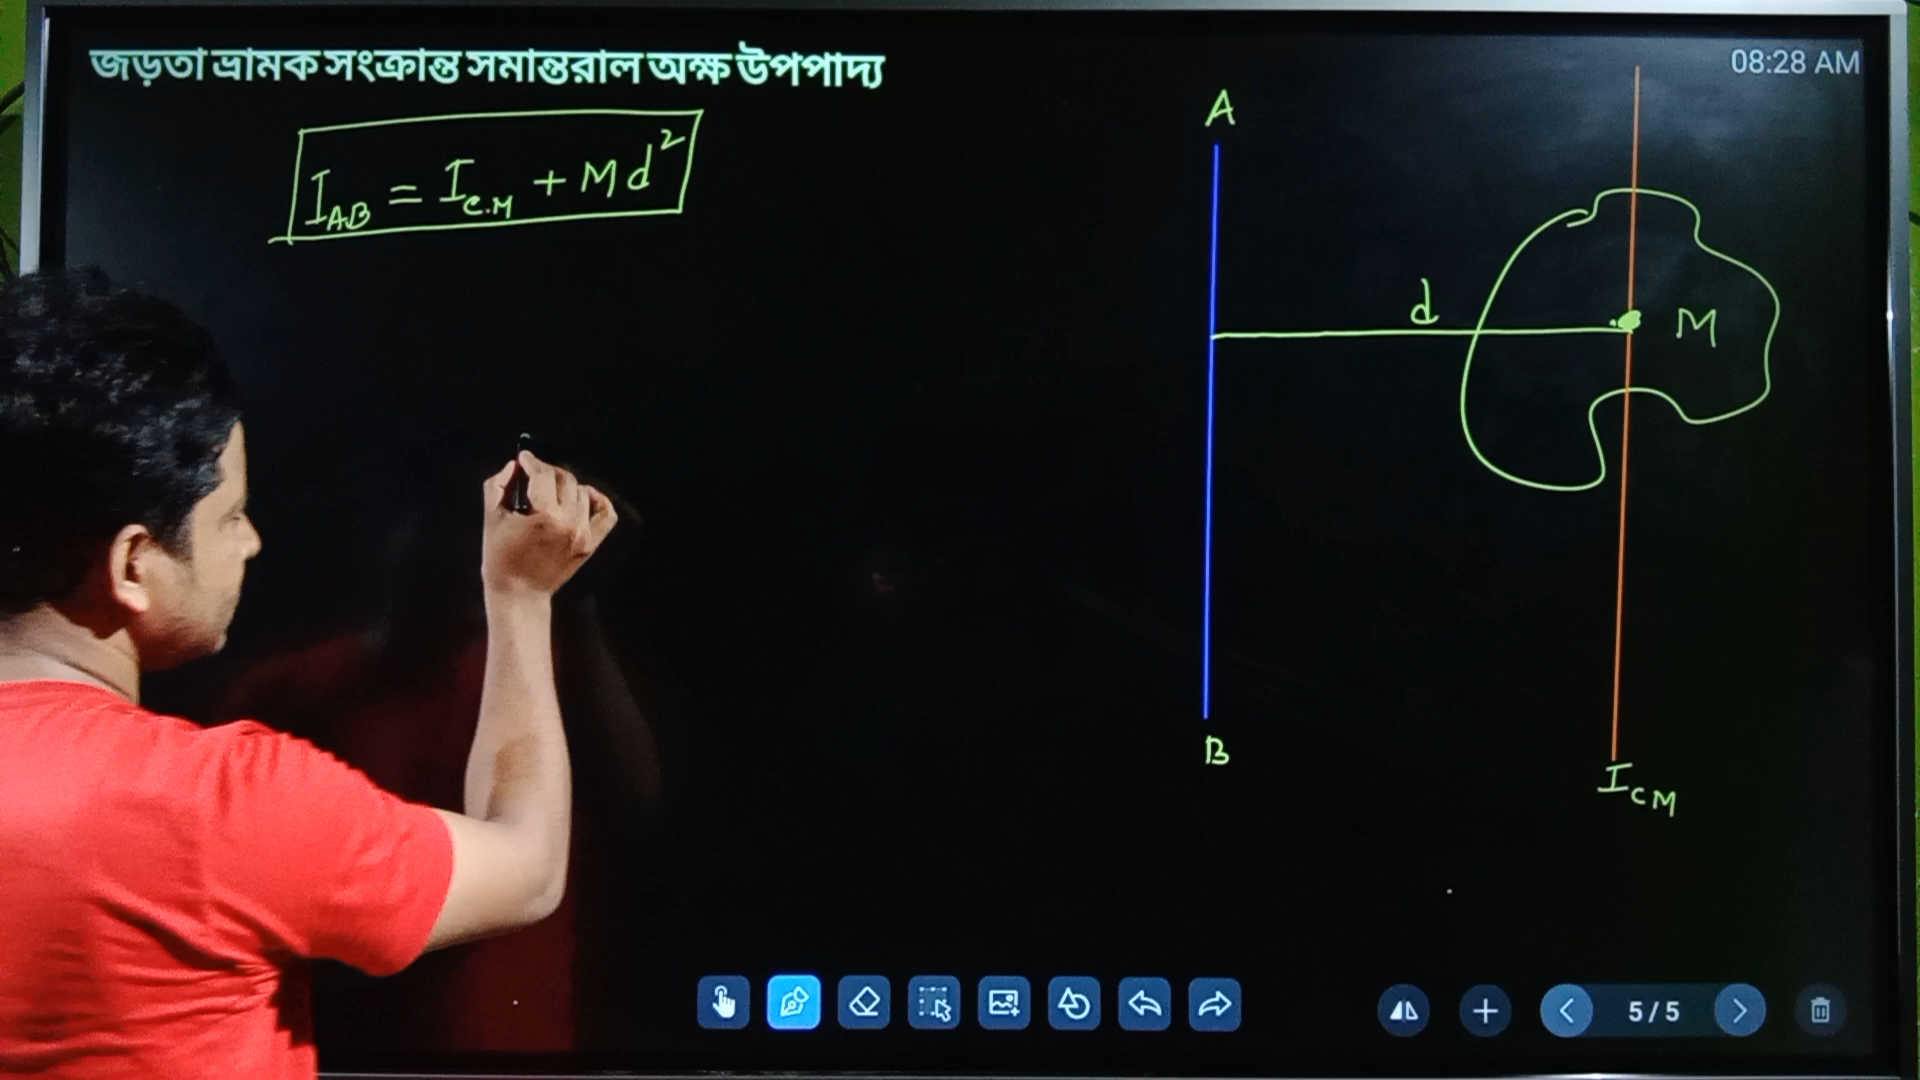 জড়তা ভ্রামক সংক্রান্ত সমান্তরাল অক্ষ উপপাদ্য
08:28 AM
I_AB = I_C.M + Md²
A
d
M
B
I_CM
5/5